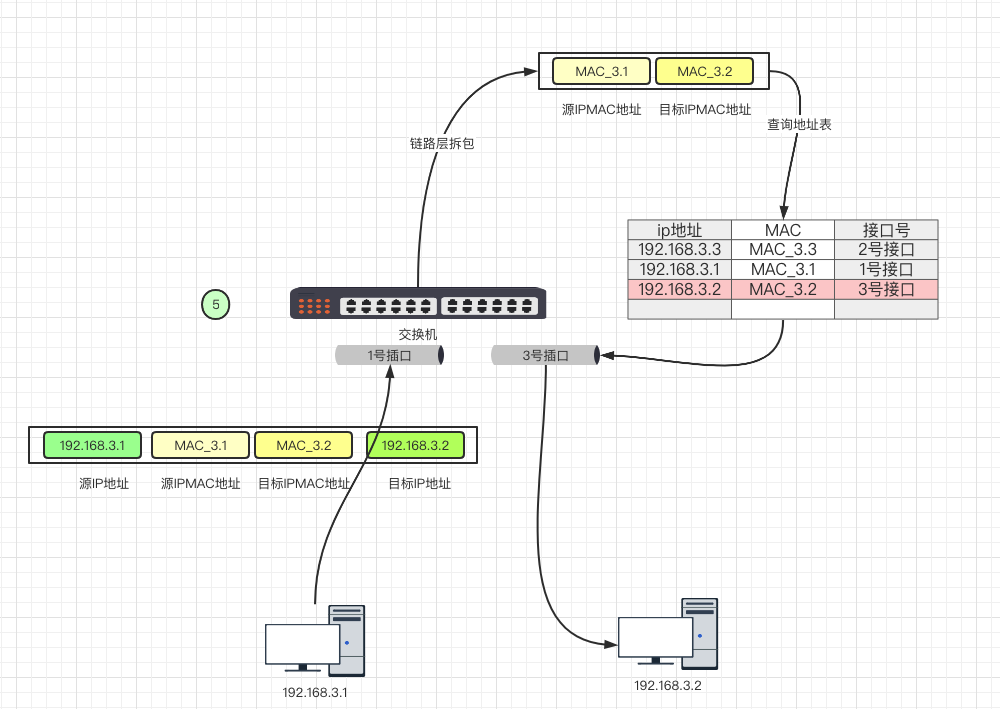 MAC_3.1 MAC_3.2
源IPMAC地址 目标IPMAC地址
查询地址表
链路层拆包
ip地址 MAC 接口号
192.168.3.3 MAC_3.3 2号接口
192.168.3.1 MAC_3.1 1号接口
192.168.3.2 MAC_3.2 3号接口
5
交换机
1号插口 3号插口
192.168.3.1 MAC_3.1 MAC_3.2 192.168.3.2
源IP地址 源IPMAC地址 目标IPMAC地址 目标IP地址
192.168.3.1
192.168.3.2